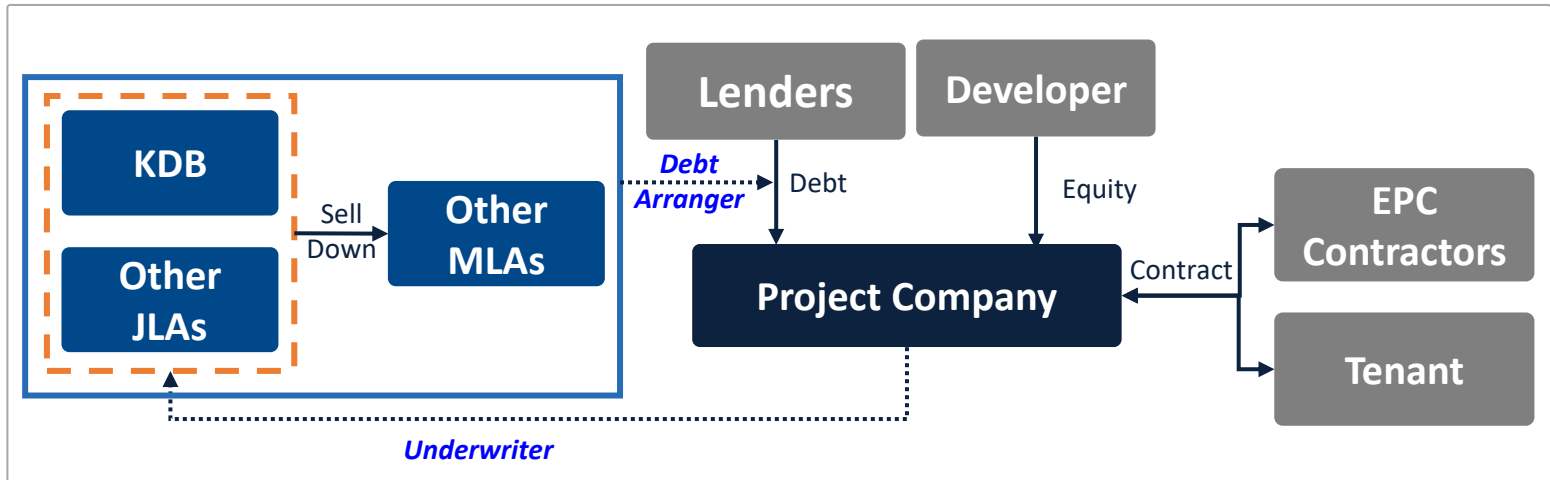 Lenders
Developer
KDB
Debt
Arranger
Debt
Equity
Other
MLAs
Sell
Down
EPC
Contractors
Other
JLAs
Project Company
Contract
Tenant
Underwriter